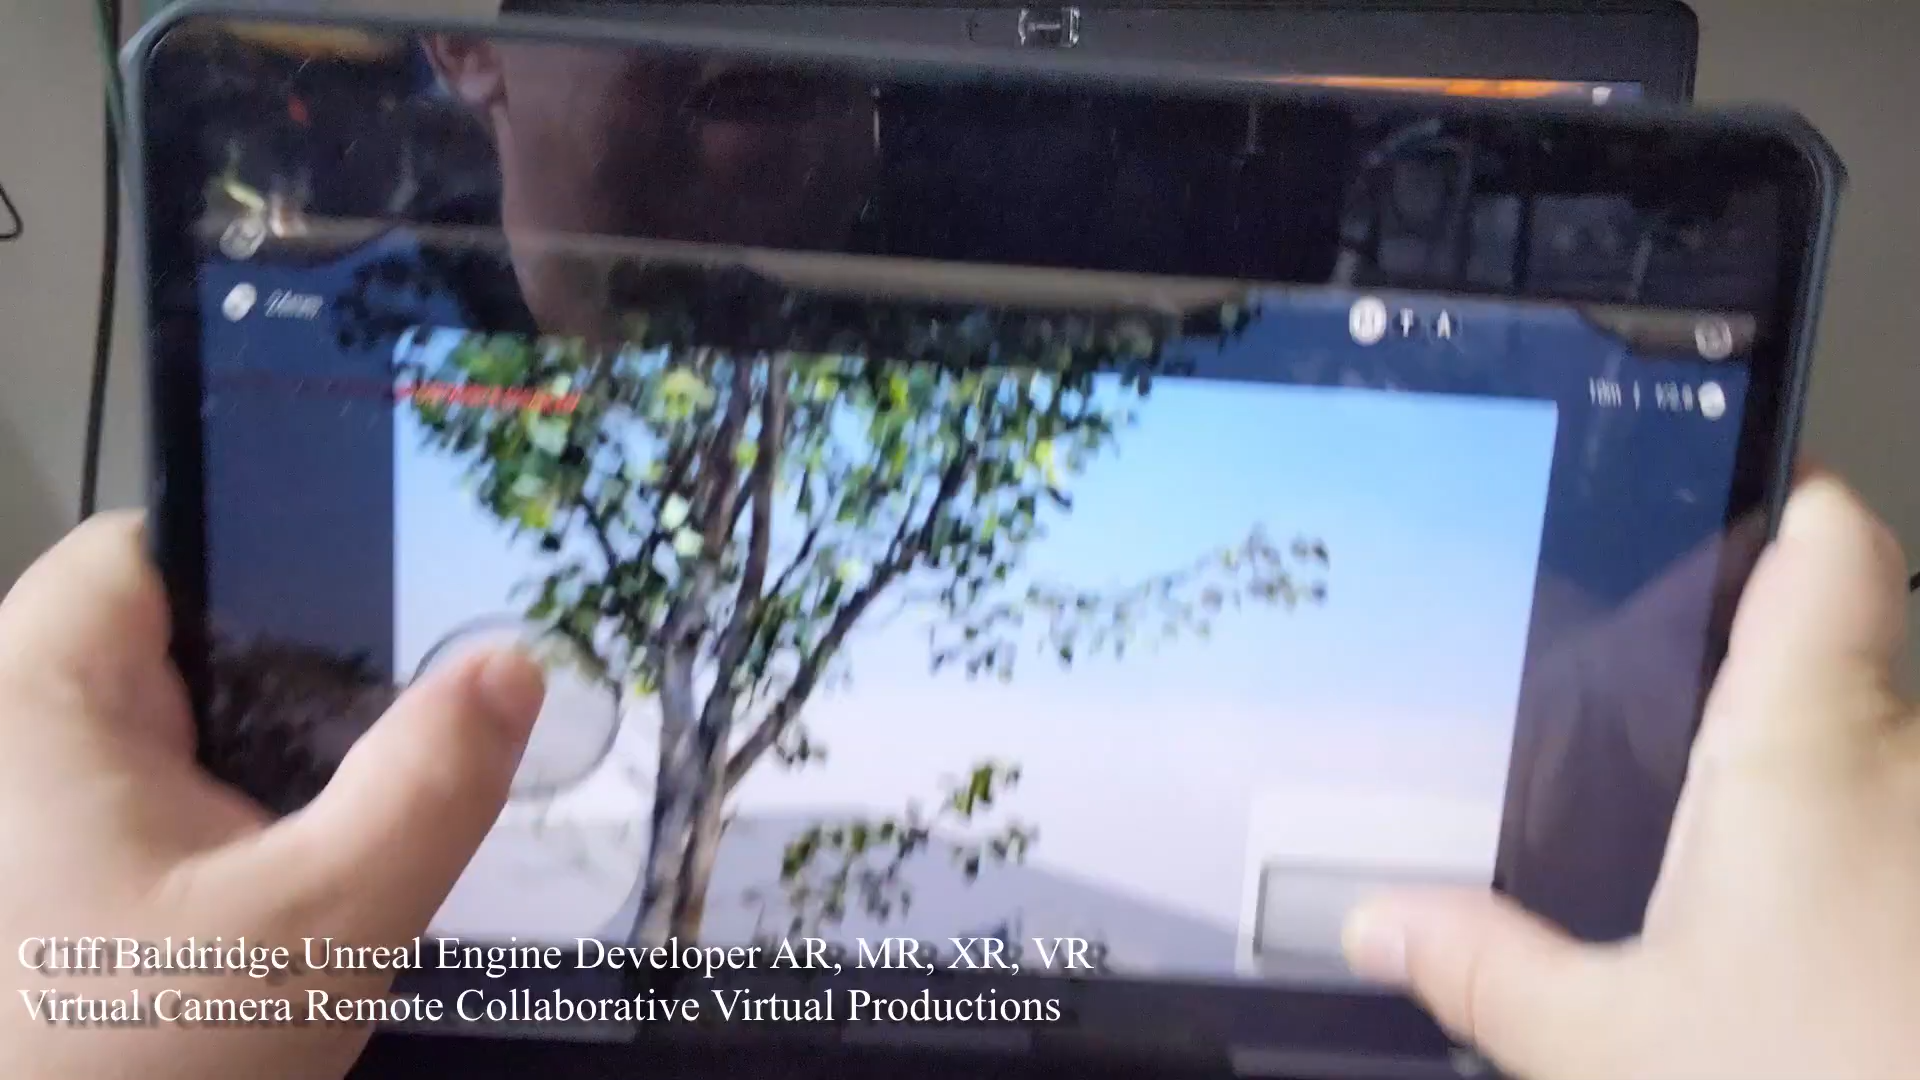 Cliff Baldridge Unreal Engine Developer AR, MR, XR, VR
Virtual Camera Remote Collaborative Virtual Productions